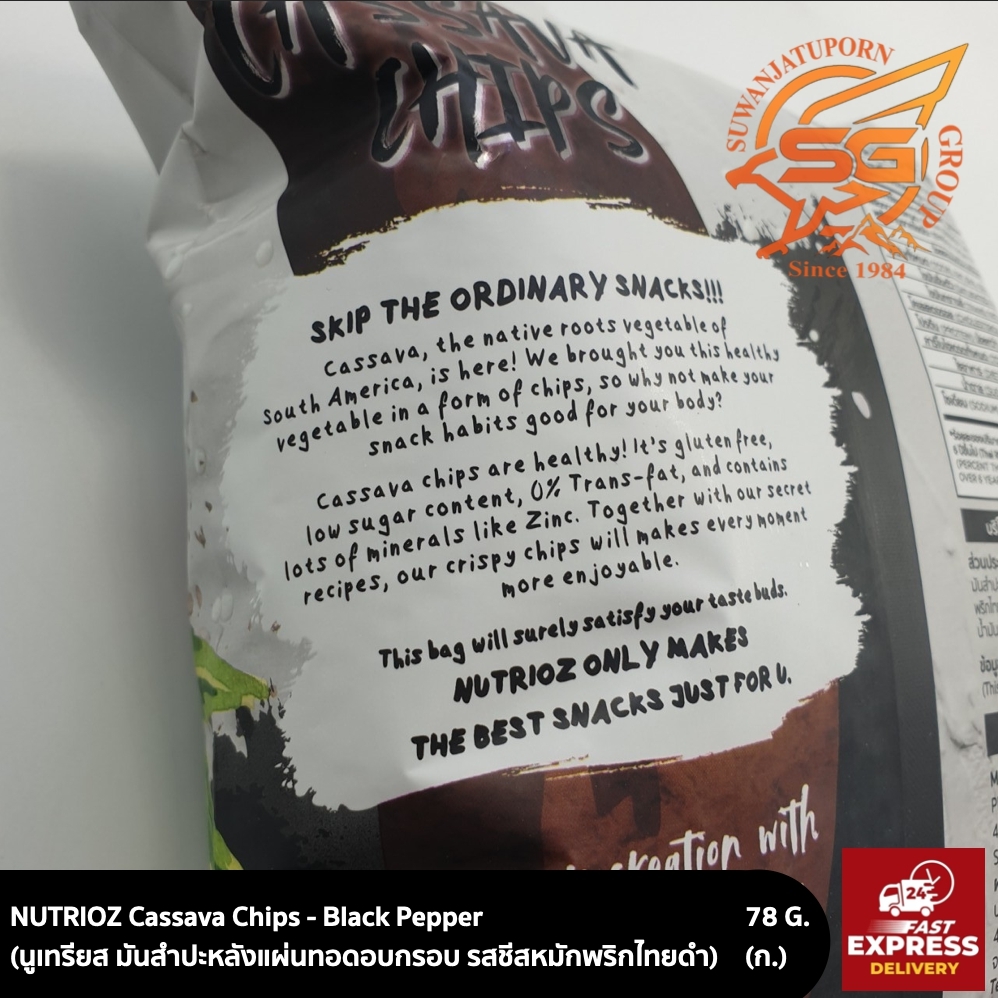 CASSAVA
CHIPS
SUWANJATUPORN
GROUP
SG
Since 1984
SKIP THE ORDINARY SNACKS!!!
Cassava, the native roots vegetable of
South America, is here! We brought you this healthy
vegetable in a form of chips, so why not make your
snack habits good for your body?
Cassava chips are healthy! It's gluten free,
low sugar content, 0% Trans-fat, and contains
lots of minerals like Zinc. Together with our secret
recipes, our crispy chips will makes every moment
more enjoyable.
This bag will surely satisfy your taste buds.
NUTRIOZ ONLY MAKES
THE BEST SNACKS JUST FOR U.
creation with
NUTRIOZ Cassava Chips - Black Pepper 78 G.
(นูเทรียส มันสำปะหลังแผ่นทอดอบกรอบ รสชีสหมักพริกไทยดำ) (ก.)
24
FAST
EXPRESS
DELIVERY